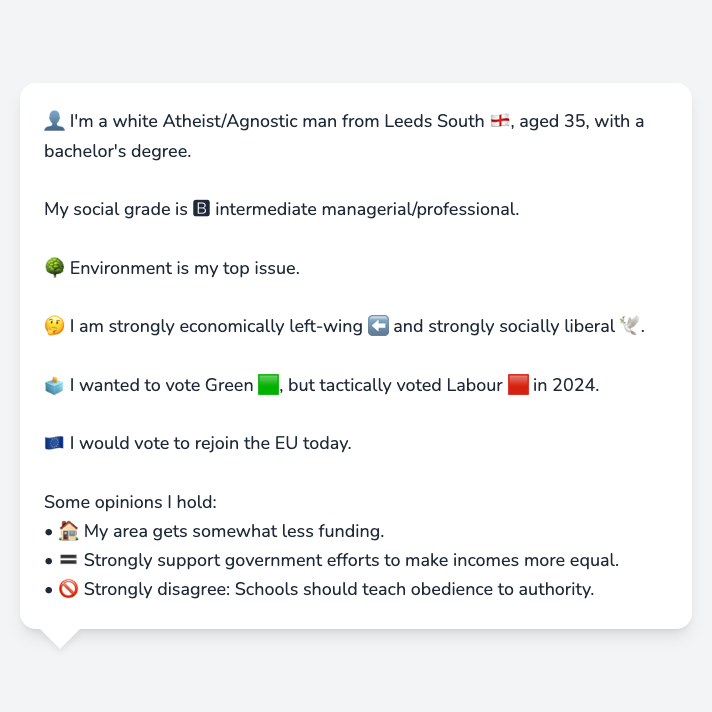 👤 I'm a white Atheist/Agnostic man from Leeds South 🏴󠁧󠁢󠁥󠁮󠁧󠁿, aged 35, with a
bachelor's degree.
My social grade is 🅱 intermediate managerial/professional.
🌳 Environment is my top issue.
🤔 I am strongly economically left-wing ⬅️ and strongly socially liberal 🕊️.
🗳️ I wanted to vote Green 🟩, but tactically voted Labour 🟥 in 2024.
🇪🇺 I would vote to rejoin the EU today.
Some opinions I hold:
• 🏠 My area gets somewhat less funding.
• 🟰 Strongly support government efforts to make incomes more equal.
• 🚫 Strongly disagree: Schools should teach obedience to authority.